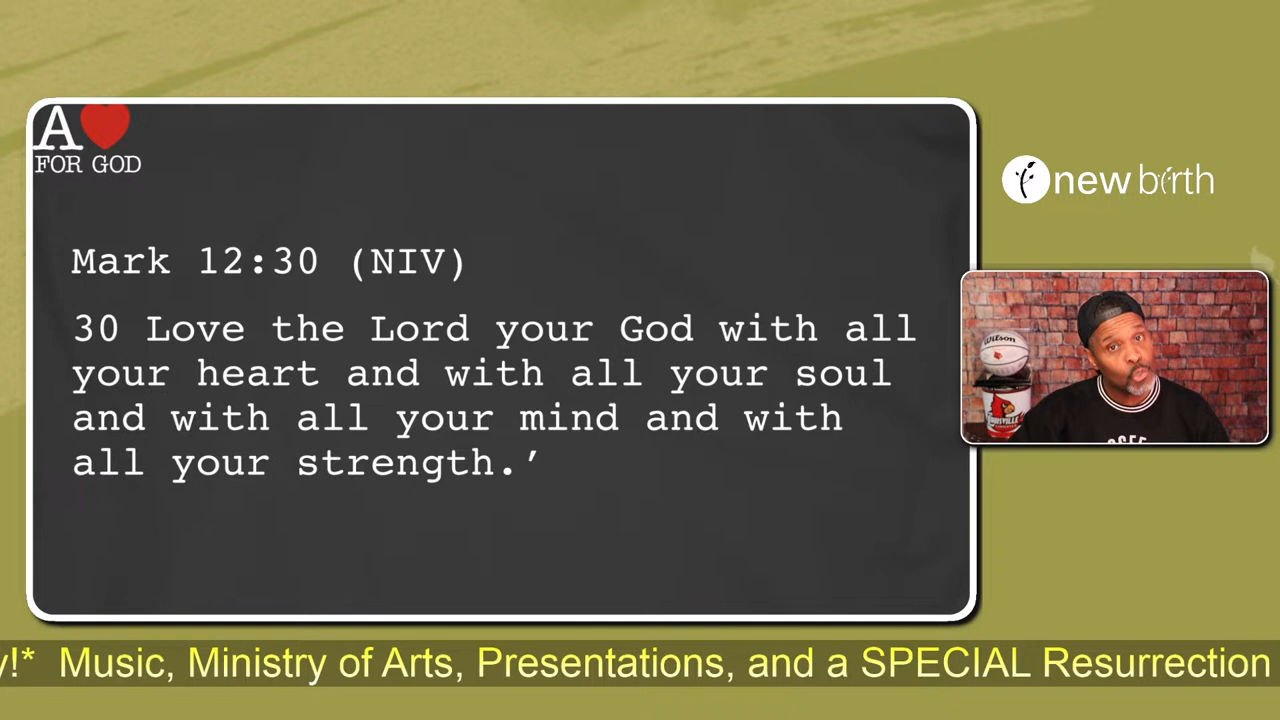 A
FOR GOD
Mark 12:30 (NIV)
30 Love the Lord your God with all
your heart and with all your soul
and with all your mind and with
all your strength.’
new birth
Wilson
y!* Music, Ministry of Arts, Presentations, and a SPECIAL Resurrection